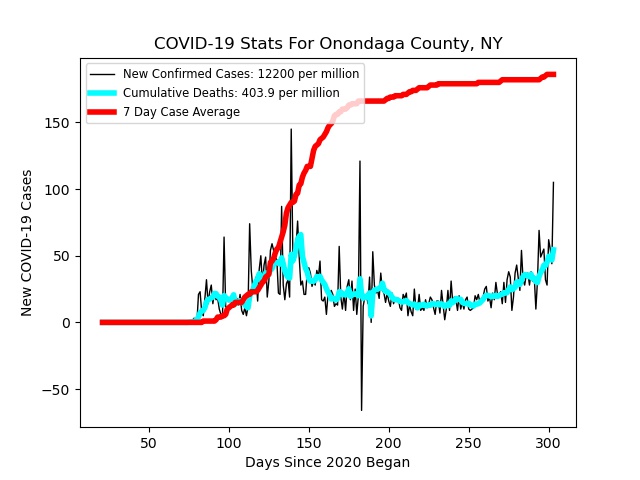 COVID-19 Stats For Onondaga County, NY
New Confirmed Cases: 12200 per million
Cumulative Deaths: 403.9 per million
7 Day Case Average
150
100
50
0
−50
New COVID-19 Cases
50 100 150 200 250 300
Days Since 2020 Began